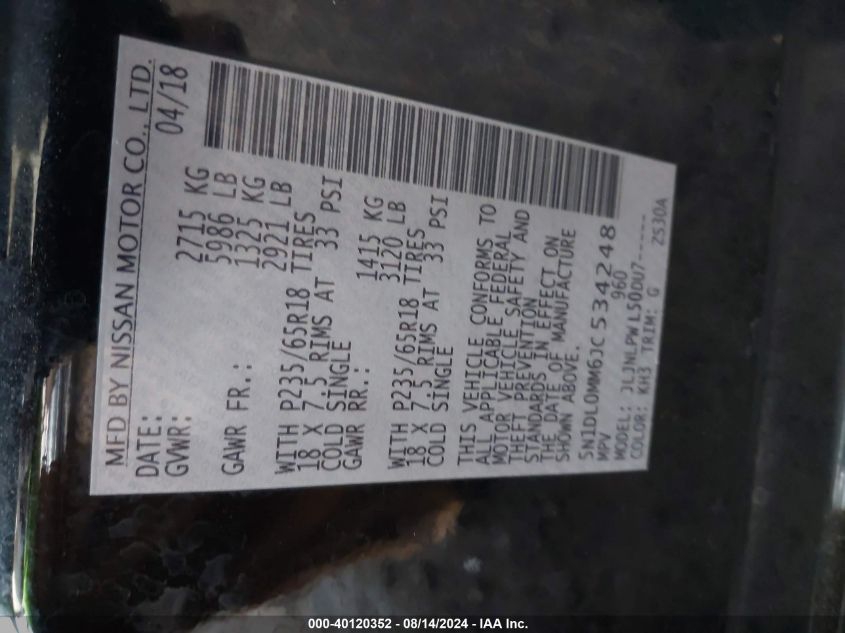 MFD BY NISSAN MOTOR CO., LTD.
DATE: 04/18
GVWR: 2715 KG
5986 LB
GAWR FR.: 1325 KG
2921 LB
WITH P235/65R18 TIRES
18 X 7.5 RIMS AT 33 PSI
COLD SINGLE
GAWR RR.: 1415 KG
3120 LB
WITH P235/65R18 TIRES
18 X 7.5 RIMS AT 33 PSI
COLD SINGLE
THIS VEHICLE CONFORMS TO
ALL APPLICABLE FEDERAL
MOTOR VEHICLE SAFETY AND
THEFT PREVENTION
STANDARDS IN EFFECT ON
THE DATE OF MANUFACTURE
SHOWN ABOVE.
5N1DL0MM6JC534248
MPV 960
MODEL: JLJNLPWL50DU7-----
COLOR: KH3 TRIM: G 2S30A
000-40120352 - 08/14/2024 - IAA Inc.